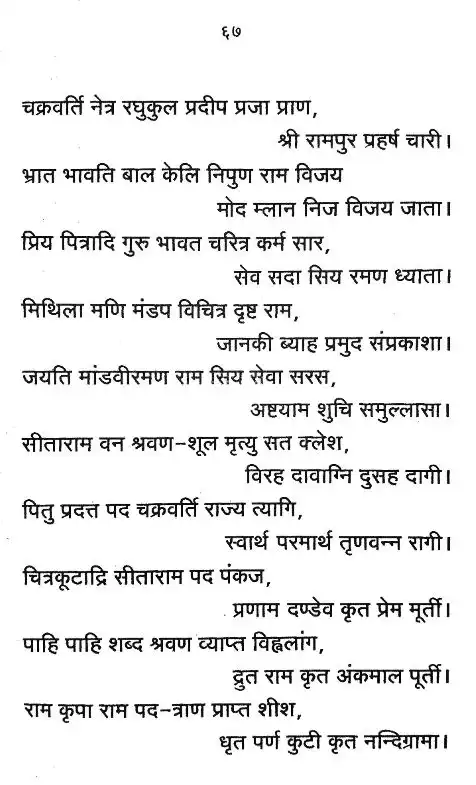 ६७
चक्रवर्ति नेत्र रघुकुल प्रदीप प्रजा प्राण,
श्री रामपुर प्रहर्ष चारी।
भ्रात भावति बाल केलि निपुण राम विजय
मोद म्लान निज विजय जाता।
प्रिय पित्रादि गुरु भावत चरित्र कर्म सार,
सेव सदा सिय रमण ध्याता।
मिथिला मणि मंडप विचित्र दृष्ट राम,
जानकी ब्याह प्रमुद संप्रकाशा।
जयति मांडवीरमण राम सिय सेवा सरस,
अष्टयाम शुचि समुल्लासा।
सीताराम वन श्रवण-शूल मृत्यु सत क्लेश,
विरह दावाग्नि दुसह दागी।
पितु प्रदत्त पद चक्रवर्ति राज्य त्यागि,
स्वार्थ परमार्थ तृणवन्न रागी।
चित्रकूटाद्रि सीताराम पद पंकज,
प्रणाम दण्डेव कृत प्रेम मूर्ती।
पाहि पाहि शब्द श्रवण व्याप्त विह्वलांग,
द्रुत राम कृत अंकमाल पूर्ती।
राम कृपा राम पद-त्राण प्राप्त शीश,
धृत पर्ण कुटी कृत नन्दिग्रामा।